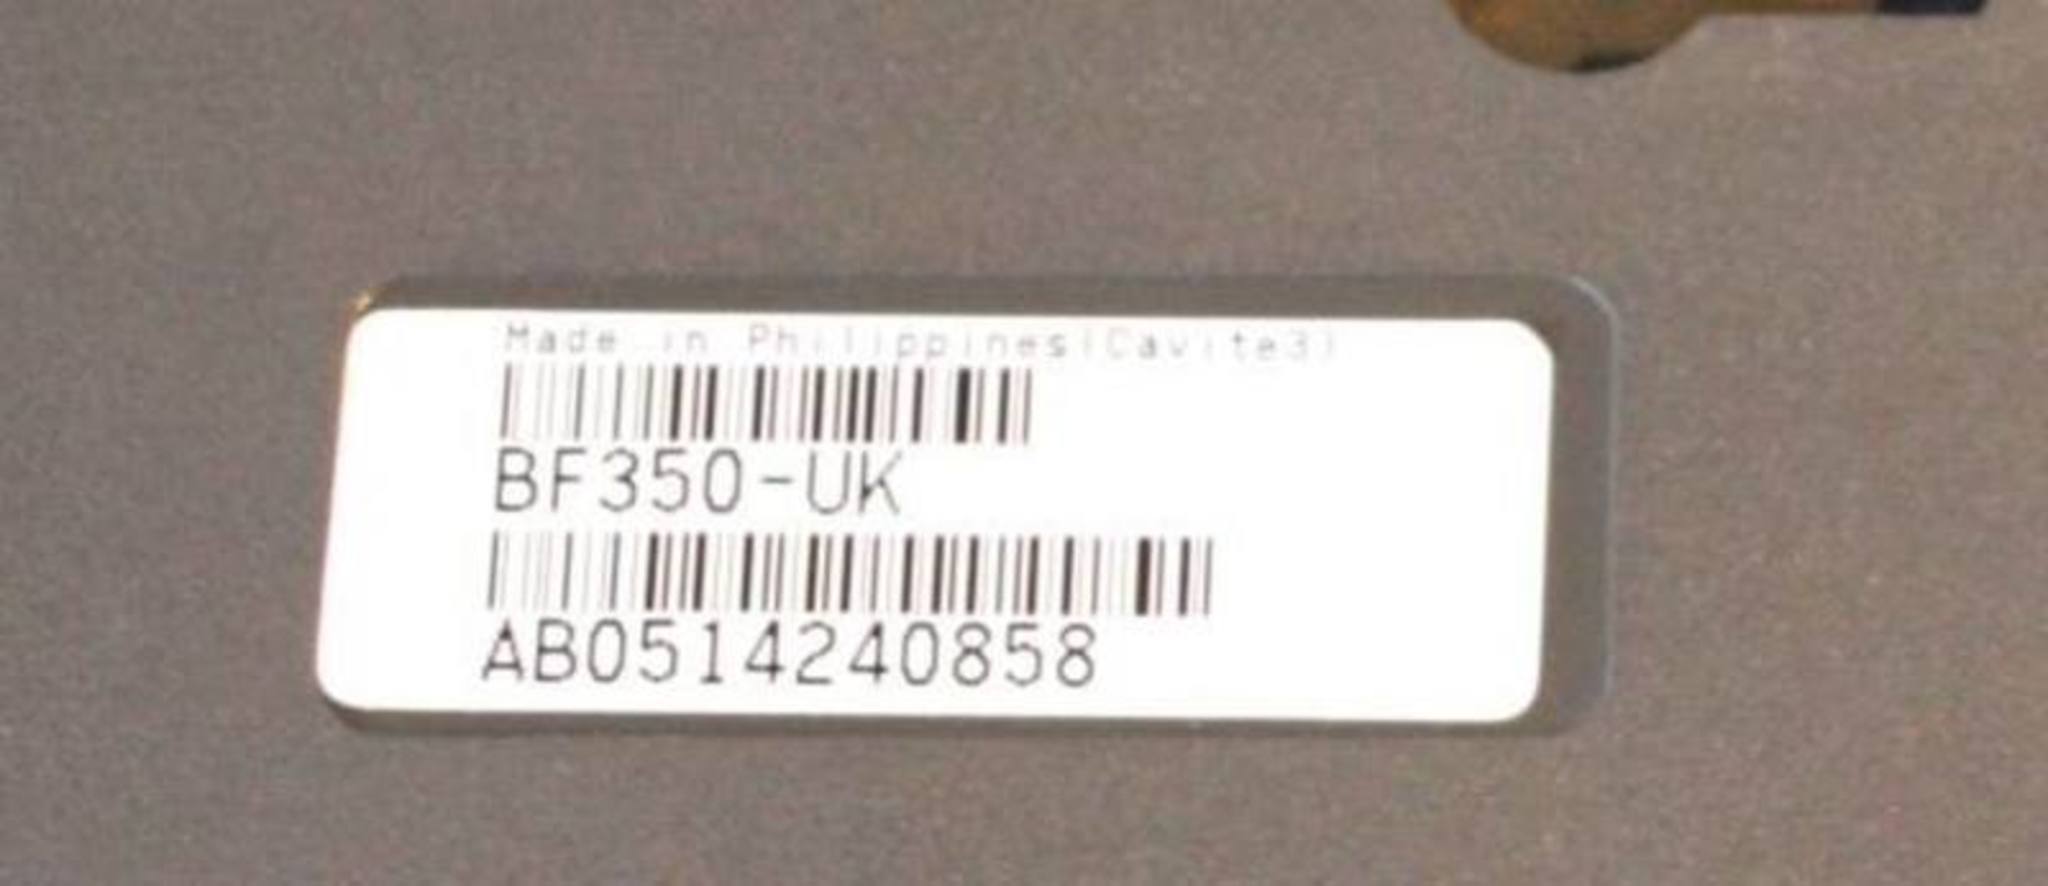 Made in Philippines(Cavite3)
BF350-UK
AB0514240858